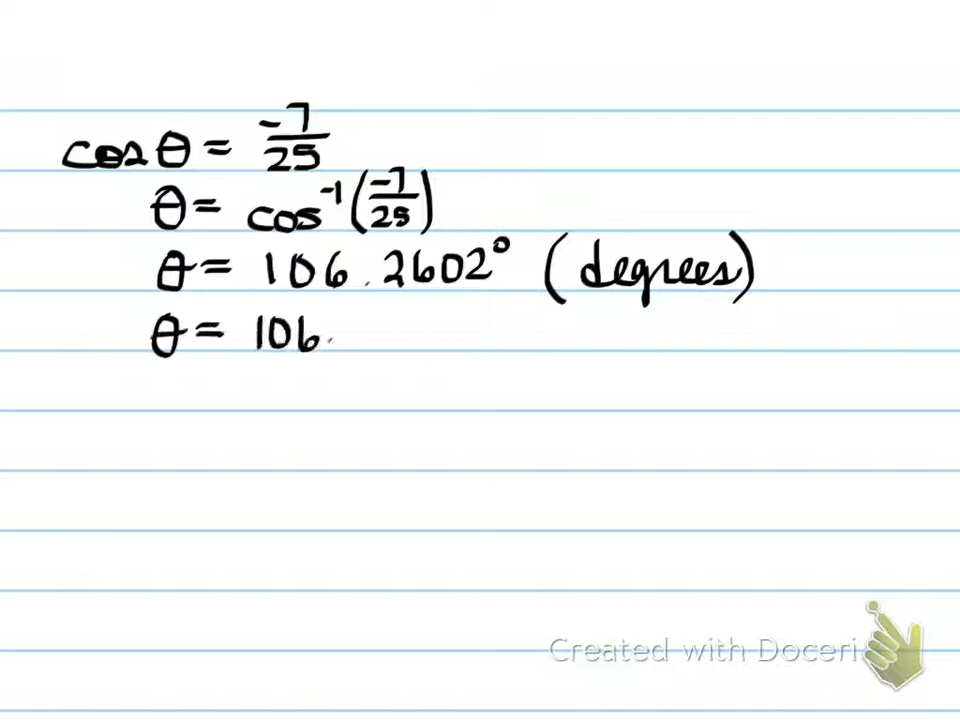 cos θ = -7/25
θ = cos⁻¹(-7/25)
θ = 106.2602° (degrees)
θ = 106.
Created with Doceri